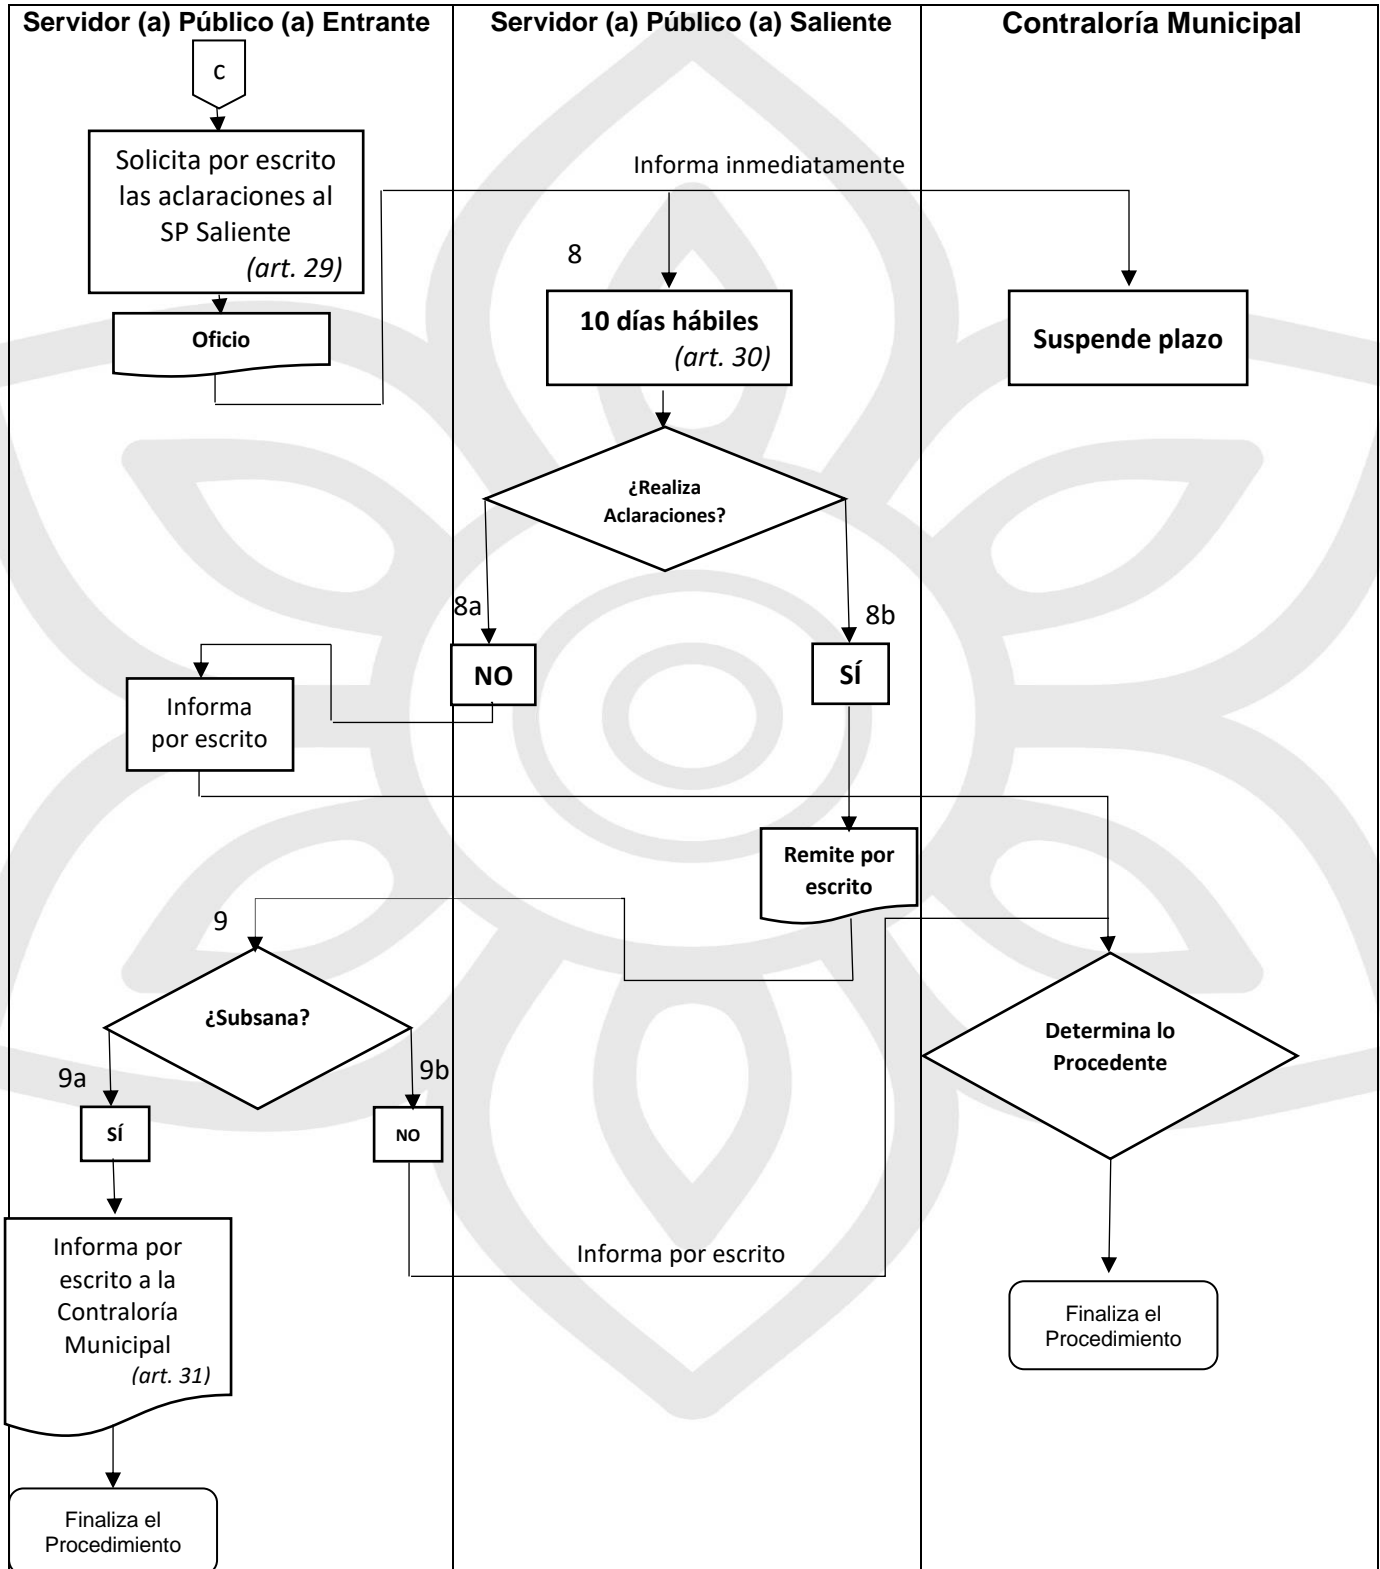 Servidor (a) Público (a) Entrante
Servidor (a) Público (a) Saliente
Contraloría Municipal
c
Solicita por escrito
las aclaraciones al
SP Saliente
(art. 29)
Oficio
Informa inmediatamente
8
10 días hábiles
(art. 30)
Suspende plazo
¿Realiza
Aclaraciones?
8a
8b
NO
SÍ
Informa
por escrito
Remite por
escrito
9
¿Subsana?
Determina lo
Procedente
9a
9b
SÍ
NO
Informa por
escrito a la
Contraloría
Municipal
(art. 31)
Informa por escrito
Finaliza el
Procedimiento
Finaliza el
Procedimiento